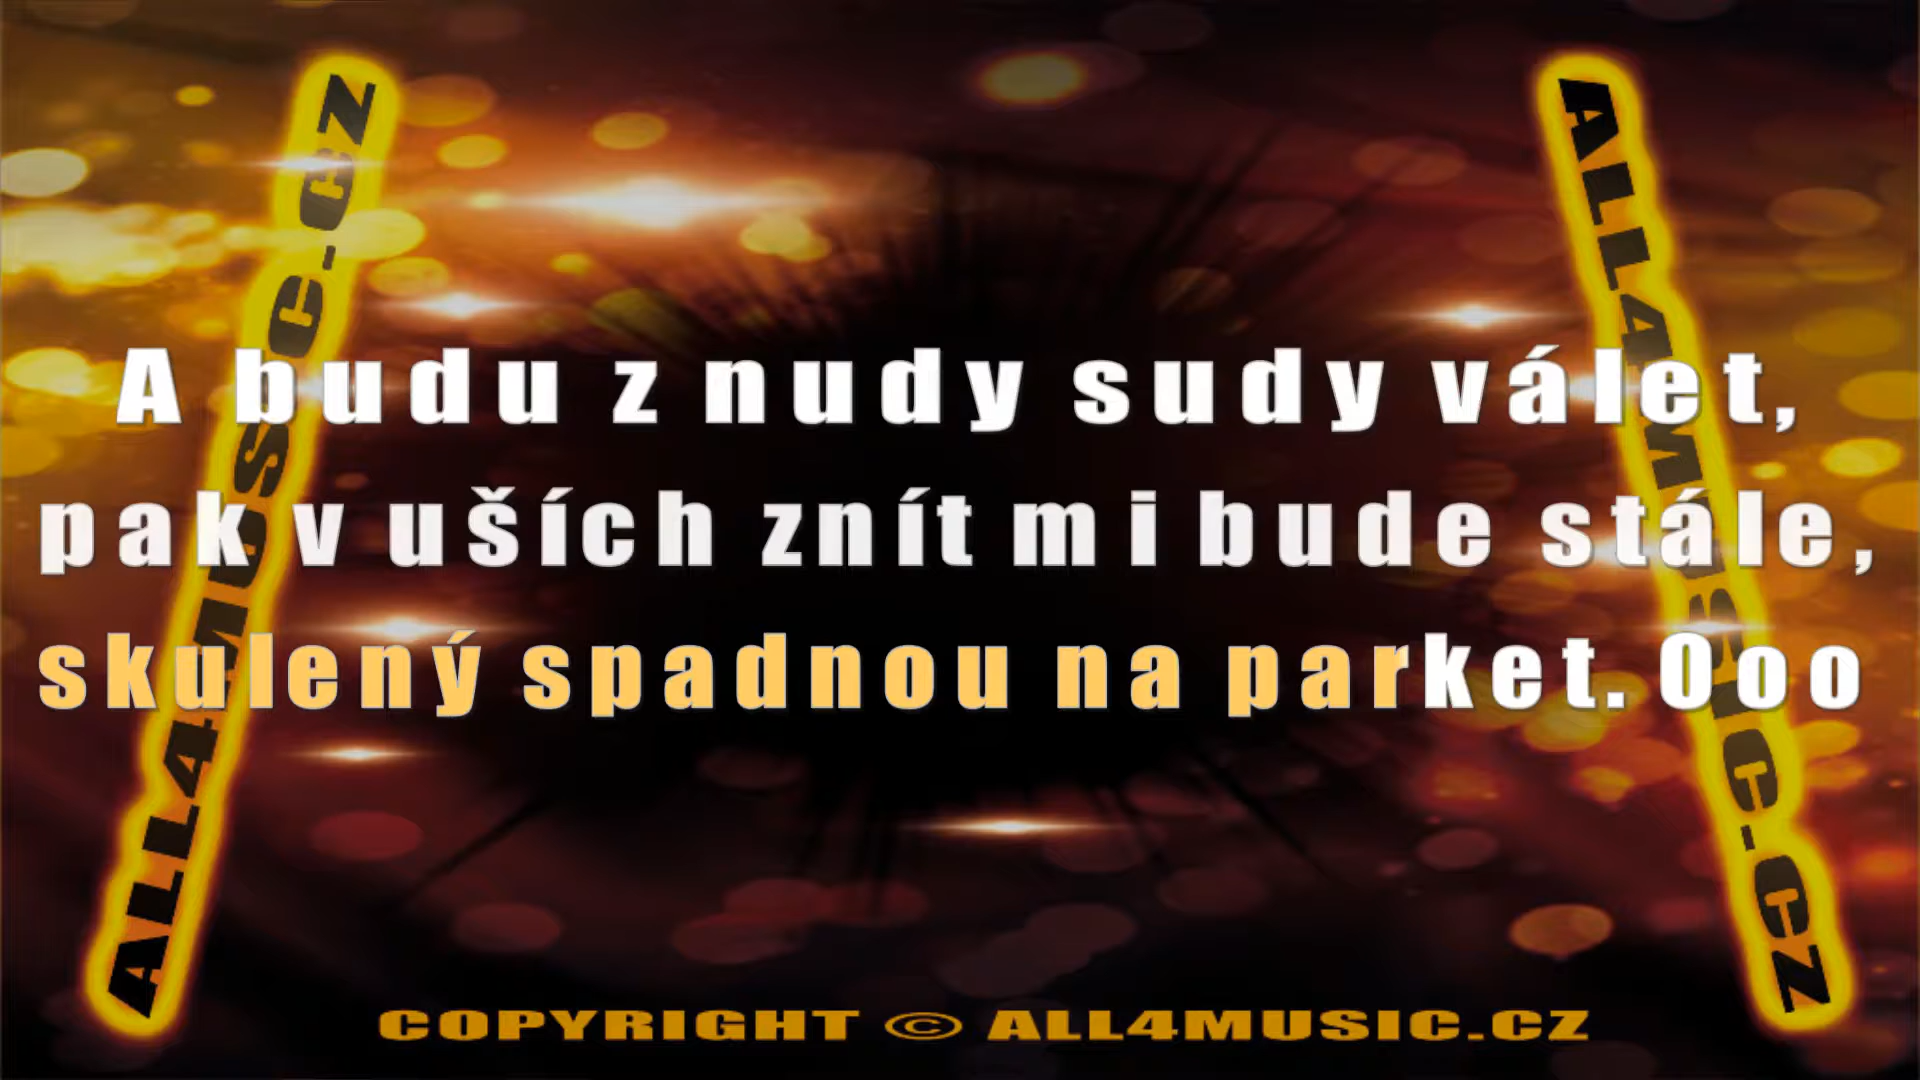 ALL4MUSIC-CZ
ALL4MUSIC-CZ
A budu z nudy sudy válet,
pak v uších znít mi bude stále,
skulený spadnou na parket. Ooo
COPYRIGHT © ALL4MUSIC.CZ